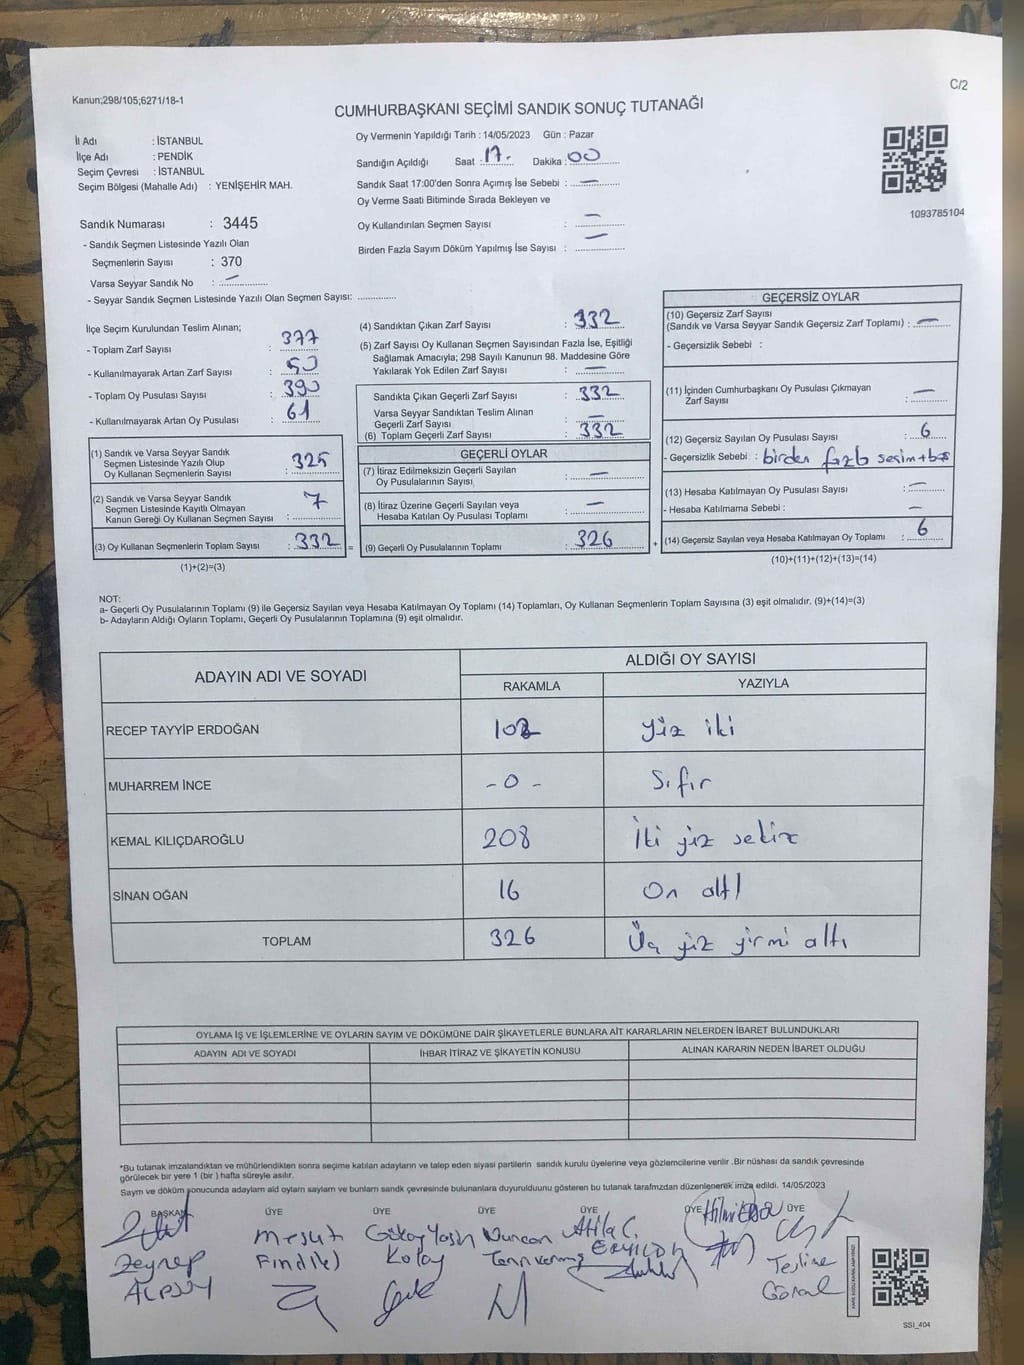 Kanun;298/105;6271/18-1
C/2
CUMHURBAŞKANI SEÇİMİ SANDIK SONUÇ TUTANAĞI
İl Adı : İSTANBUL
İlçe Adı : PENDİK
Seçim Çevresi : İSTANBUL
Seçim Bölgesi (Mahalle Adı) : YENİŞEHİR MAH.
Oy Vermenin Yapıldığı Tarih : 14/05/2023 Gün : Pazar
Sandığın Açıldığı Saat : 17. Dakika : 00
Sandık Saat 17:00'den Sonra Açımış İse Sebebi : —
Oy Verme Saati Bitiminde Sırada Bekleyen ve
Oy Kullandırılan Seçmen Sayısı : —
Birden Fazla Sayım Döküm Yapılmış İse Sayısı : —
1093785104
Sandık Numarası : 3445
- Sandık Seçmen Listesinde Yazılı Olan
Seçmenlerin Sayısı : 370
Varsa Seyyar Sandık No : —
- Seyyar Sandık Seçmen Listesinde Yazılı Olan Seçmen Sayısı: ..............
İlçe Seçim Kurulundan Teslim Alınan;
- Toplam Zarf Sayısı : 377
- Kullanılmayarak Artan Zarf Sayısı : 50
- Toplam Oy Pusulası Sayısı : 390
- Kullanılmayarak Artan Oy Pusulası : 61
(1) Sandık ve Varsa Seyyar Sandık
Seçmen Listesinde Yazılı Olup
Oy Kullanan Seçmenlerin Sayısı : 325
(2) Sandık ve Varsa Seyyar Sandık
Seçmen Listesinde Kayıtlı Olmayan
Kanun Gereği Oy Kullanan Seçmen Sayısı : 7
(3) Oy Kullanan Seçmenlerin Toplam Sayısı : 332 =
(1)+(2)=(3)
(4) Sandıktan Çıkan Zarf Sayısı : 332
(5) Zarf Sayısı Oy Kullanan Seçmen Sayısından Fazla İse, Eşitliği
Sağlamak Amacıyla; 298 Sayılı Kanunun 98. Maddesine Göre
Yakılarak Yok Edilen Zarf Sayısı : —
Sandıkta Çıkan Geçerli Zarf Sayısı : 332
Varsa Seyyar Sandıktan Teslim Alınan
Geçerli Zarf Sayısı : —
(6) Toplam Geçerli Zarf Sayısı : 332
GEÇERLİ OYLAR
(7) İtiraz Edilmeksizin Geçerli Sayılan
Oy Pusulalarının Sayısı : —
(8) İtiraz Üzerine Geçerli Sayılan veya
Hesaba Katılan Oy Pusulası Toplamı : —
(9) Geçerli Oy Pusulalarının Toplamı : 326 +
GEÇERSİZ OYLAR
(10) Geçersiz Zarf Sayısı
(Sandık ve Varsa Seyyar Sandık Geçersiz Zarf Toplamı) : —
- Geçersizlik Sebebi :
(11) İçinden Cumhurbaşkanı Oy Pusulası Çıkmayan
Zarf Sayısı : —
(12) Geçersiz Sayılan Oy Pusulası Sayısı : 6
- Geçersizlik Sebebi : birden fazla
(13) Hesaba Katılmayan Oy Pusulası Sayısı : —
- Hesaba Katılmama Sebebi : —
(14) Geçersiz Sayılan veya Hesaba Katılmayan Oy Toplamı : 6
(10)+(11)+(12)+(13)=(14)
NOT:
a- Geçerli Oy Pusulalarının Toplamı (9) ile Geçersiz Sayılan veya Hesaba Katılmayan Oy Toplamı (14) Toplamları, Oy Kullanan Seçmenlerin Toplam Sayısına (3) eşit olmalıdır. (9)+(14)=(3)
b- Adayların Aldığı Oyların Toplamı, Geçerli Oy Pusulalarının Toplamına (9) eşit olmalıdır.
ADAYIN ADI VE SOYADI ALDIĞI OY SAYISI
RAKAMLA YAZIYLA
RECEP TAYYİP ERDOĞAN 102 yüz iki
MUHARREM İNCE - 0 - Sıfır
KEMAL KILIÇDAROĞLU 208 İki yüz sekiz
SİNAN OĞAN 16 On altı
TOPLAM 326 Üç yüz yirmi altı
OYLAMA İŞ VE İŞLEMLERİNE VE OYLARIN SAYIM VE DÖKÜMÜNE DAİR ŞİKAYETLERLE BUNLARA AİT KARARLARIN NELERDEN İBARET BULUNDUKLARI
ADAYIN ADI VE SOYADI İHBAR İTİRAZ VE ŞİKAYETİN KONUSU ALINAN KARARIN NEDEN İBARET OLDUĞU
*Bu tutanak imzalandıktan ve mühürlendikten sonra seçime katılan adayların ve talep eden siyasi partilerin sandık kurulu üyelerine veya gözlemcilerine verilir .Bir nüshası da sandık çevresinde
görülecek bir yere 1 (bir ) hafta süreyle asılır.
Sayım ve döküm sonucunda adayların aldı oyların sayıların ve bunların sandık çevresinde bulunanlara duyurulduunu gösteren bu tutanak tarafımızdan düzenlenerek imza edildi. 14/05/2023
BAŞKAN ÜYE ÜYE ÜYE ÜYE ÜYE ÜYE
Zeynep Mesut Gökay Yasin Nurcan Atila Ç.
Kolay
SSI_404